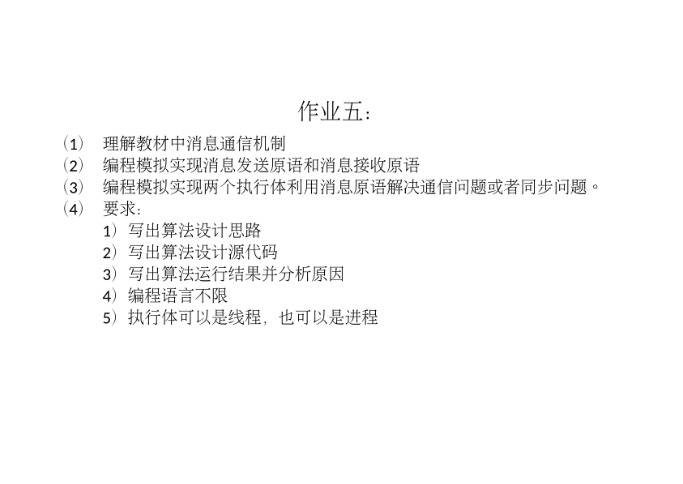 作业五：
（1） 理解教材中消息通信机制
（2） 编程模拟实现消息发送原语和消息接收原语
（3） 编程模拟实现两个执行体利用消息原语解决通信问题或者同步问题。
（4） 要求：
1）写出算法设计思路
2）写出算法设计源代码
3）写出算法运行结果并分析原因
4）编程语言不限
5）执行体可以是线程，也可以是进程